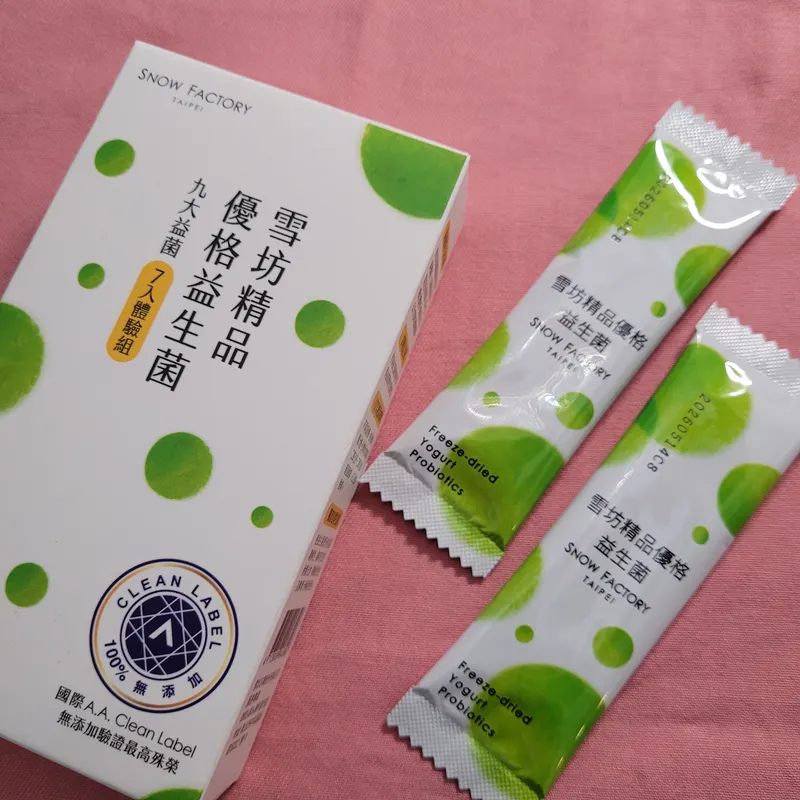 SNOW FACTORY
TAIPEI
雪坊精品
優格益生菌
九大益菌
7入體驗組
CLEAN LABEL
100% 無添加
國際A.A. Clean Label
無添加驗證最高殊榮
20260514C8
雪坊精品優格
益生菌
SNOW FACTORY
TAIPEI
Freeze-dried
Yogurt
Probiotics
20260514C8
雪坊精品優格
益生菌
SNOW FACTORY
TAIPEI
Freeze-dried
Yogurt
Probiotics